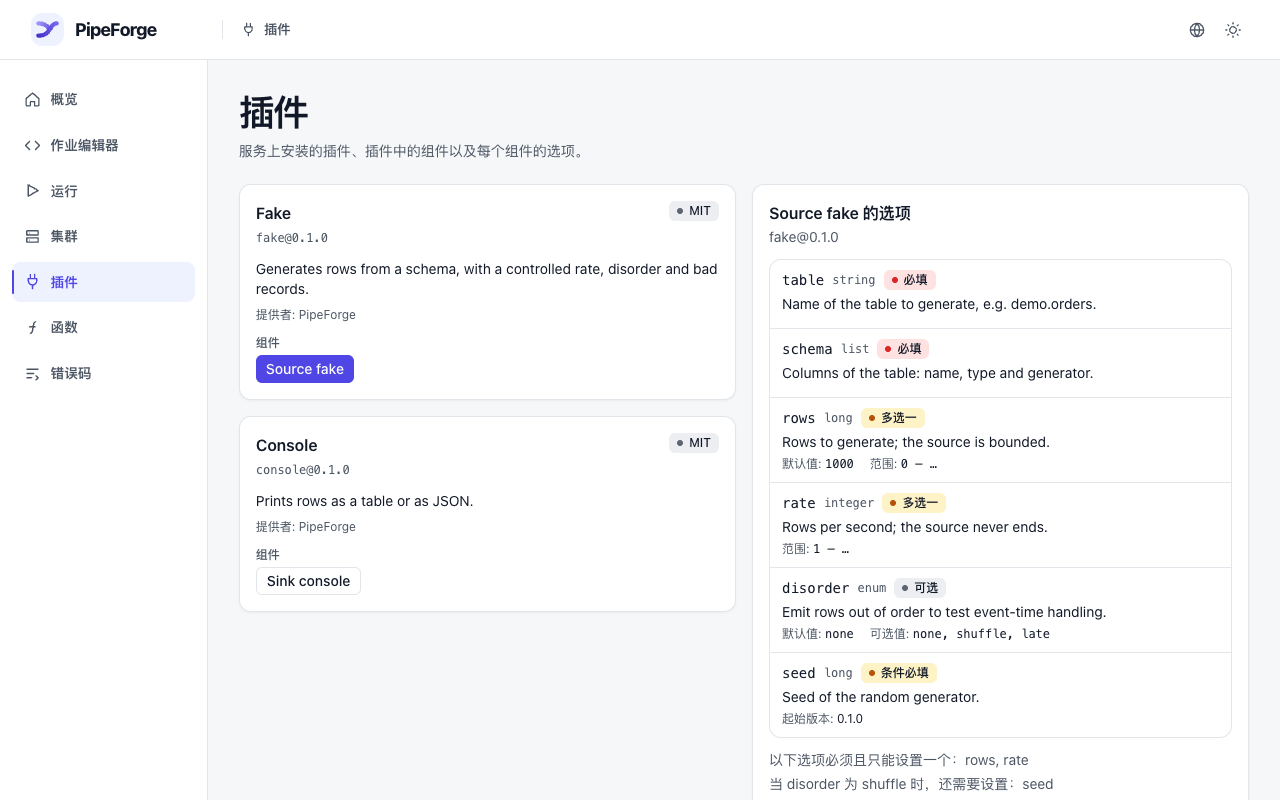 PipeForge
插件
概览
作业编辑器
运行
集群
插件
函数
错误码
插件
服务上安装的插件、插件中的组件以及每个组件的选项。
Fake
MIT
fake@0.1.0
Generates rows from a schema, with a controlled rate, disorder and bad
records.
提供者: PipeForge
组件
Source fake
Console
MIT
console@0.1.0
Prints rows as a table or as JSON.
提供者: PipeForge
组件
Sink console
Source fake 的选项
fake@0.1.0
table string 必填
Name of the table to generate, e.g. demo.orders.
schema list 必填
Columns of the table: name, type and generator.
rows long 多选一
Rows to generate; the source is bounded.
默认值: 1000 范围: 0 – …
rate integer 多选一
Rows per second; the source never ends.
范围: 1 – …
disorder enum 可选
Emit rows out of order to test event-time handling.
默认值: none 可选值: none, shuffle, late
seed long 条件必填
Seed of the random generator.
起始版本: 0.1.0
以下选项必须且只能设置一个：rows, rate
当 disorder 为 shuffle 时，还需要设置：seed